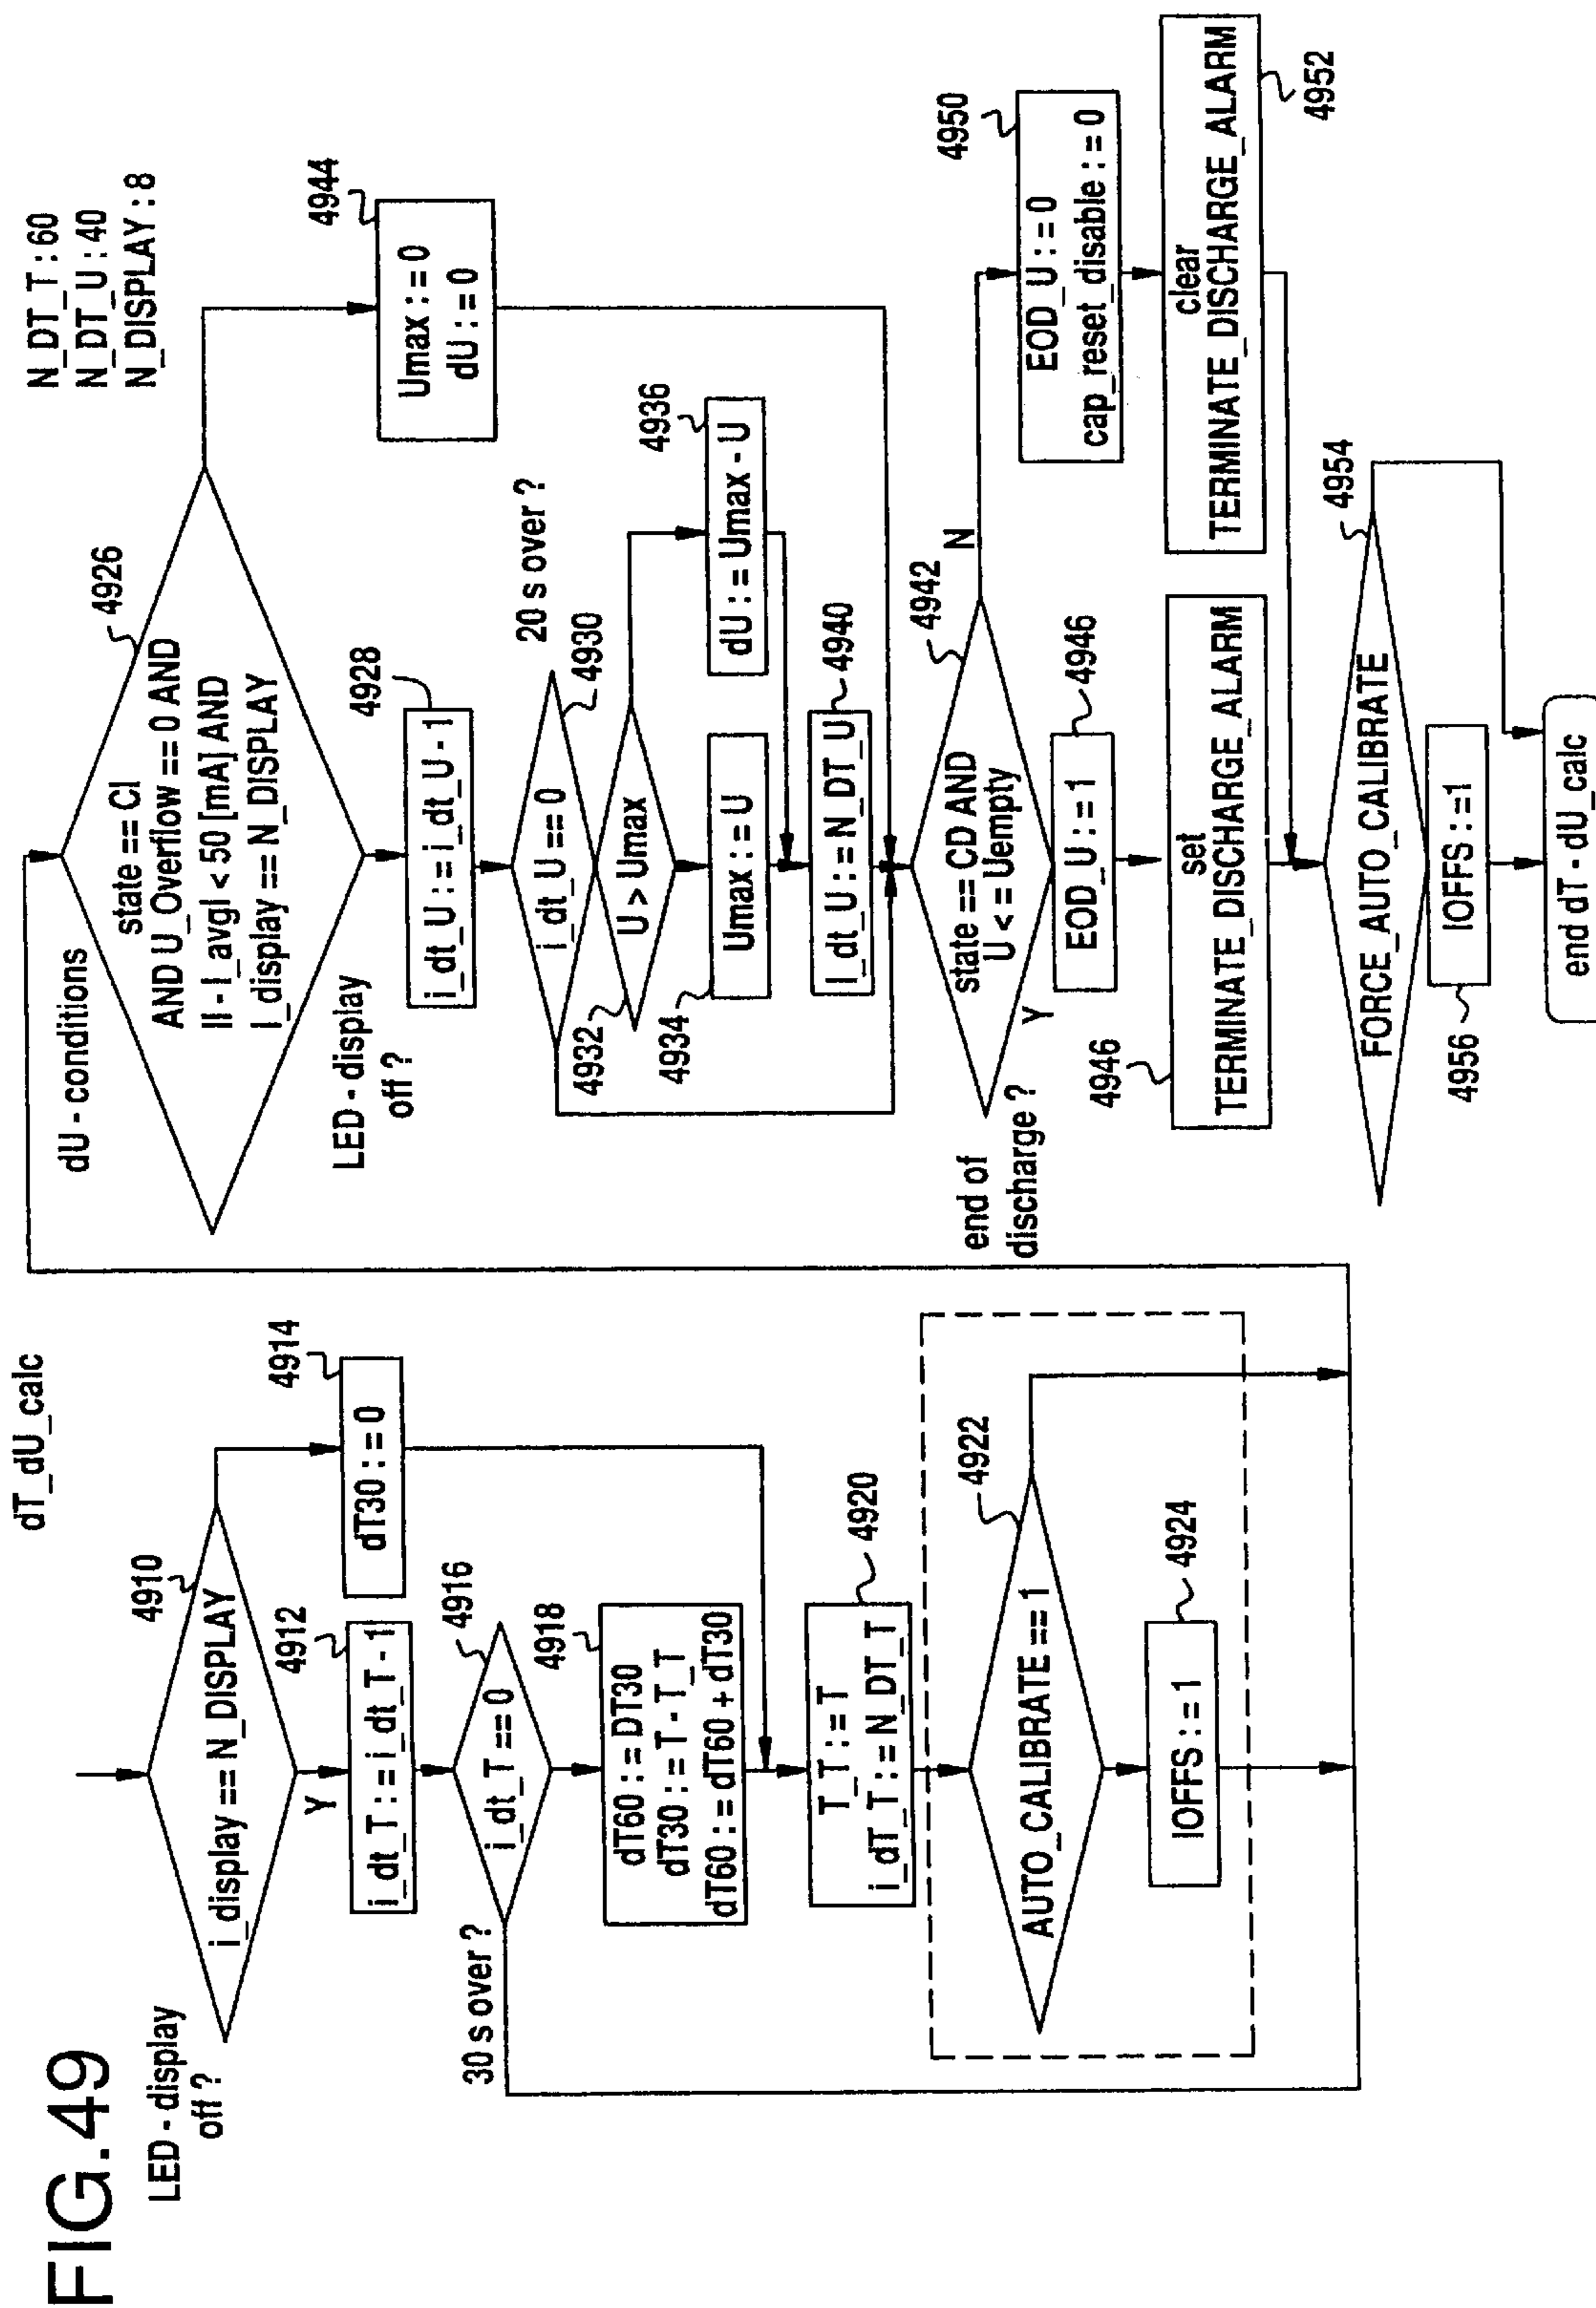 FIG.49
dT_dU_calc
LED - display
off ?
4910
i_display == N_DISPLAY
Y
4912
i_dt_T := i_dt_T - 1
4914
dT30 := 0
30 s over ?
4916
i_dt_T == 0
4918
dT60 := DT30
dT30 := T - T_T
dT60 := dT60 + dT30
4920
T_T := T
i_dT_T := N_DT_T
4922
AUTO_CALIBRATE == 1
4924
IOFFS :=1
N_DT_T : 60
N_DT_U : 40
N_DISPLAY : 8
dU - conditions
4926
state == CI
AND U_Overflow == 0 AND
II - I_avgI < 50 [mA] AND
I_display == N_DISPLAY
LED - display
off ?
4944
Umax := 0
dU := 0
4928
i_dt_U := i_dt_U - 1
20 s over ?
4930
i_dt_U == 0
4932
U > Umax
4934
Umax := U
4936
dU := Umax - U
4940
I_dt_U := N_DT_U
end of
discharge ?
4942
state == CD AND
U < = Uempty
Y
N
4946
EOD_U := 1
4950
EOD_U := 0
cap_reset_disable := 0
4946
set
TERMINATE_DISCHARGE_ALARM
clear
TERMINATE_DISCHARGE_ALARM
4952
4954
FORCE_AUTO_CALIBRATE
4956
IOFFS :=1
end dT - dU_calc